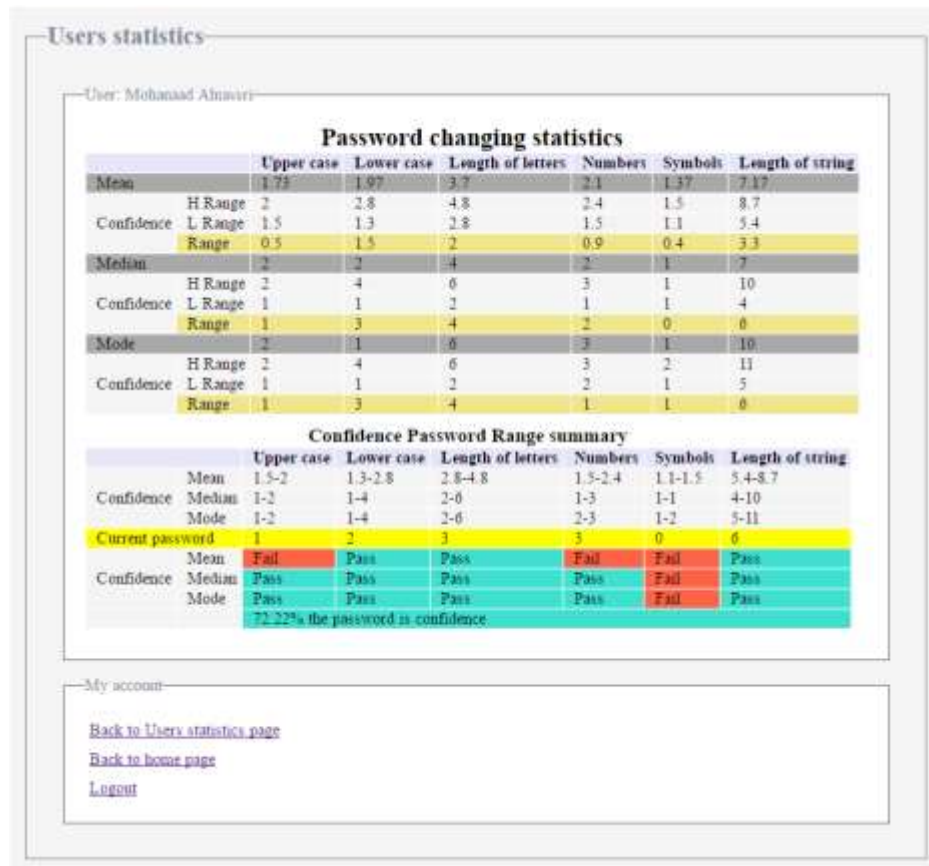 Users statistics
User: Mohanaad
Password changing statistics
Upper case Lower case Length of letters Numbers Symbols Length of string
Mean 1.73 1.97 3.7 2.1 1.37 7.17
H Range 2 2.8 4.8 2.4 1.5 8.7
Confidence L Range 1.5 1.3 2.8 1.5 1.1 5.4
Range 0.5 1.5 2 0.9 0.4 3.3
Median 2 2 4 2 1 7
H Range 2 4 6 3 1 10
Confidence L Range 1 1 2 1 1 4
Range 1 3 4 2 0 6
Mode 2 1 6 3 1 10
H Range 2 4 6 3 2 11
Confidence L Range 1 1 2 2 1 5
Range 1 3 4 1 1 6
Confidence Password Range summary
Upper case Lower case Length of letters Numbers Symbols Length of string
Mean 1.5-2 1.3-2.8 2.8-4.8 1.5-2.4 1.1-1.5 5.4-8.7
Confidence Median 1-2 1-4 2-6 1-3 1-1 4-10
Mode 1-2 1-4 2-6 2-3 1-2 5-11
Current password 1 2 3 3 0 6
Mean Fail Pass Pass Fail Fail Pass
Confidence Median Pass Pass Pass Pass Fail Pass
Mode Pass Pass Pass Pass Fail Pass
72.22% the password is confidence
My account
Back to Users statistics page
Back to home page
Logout